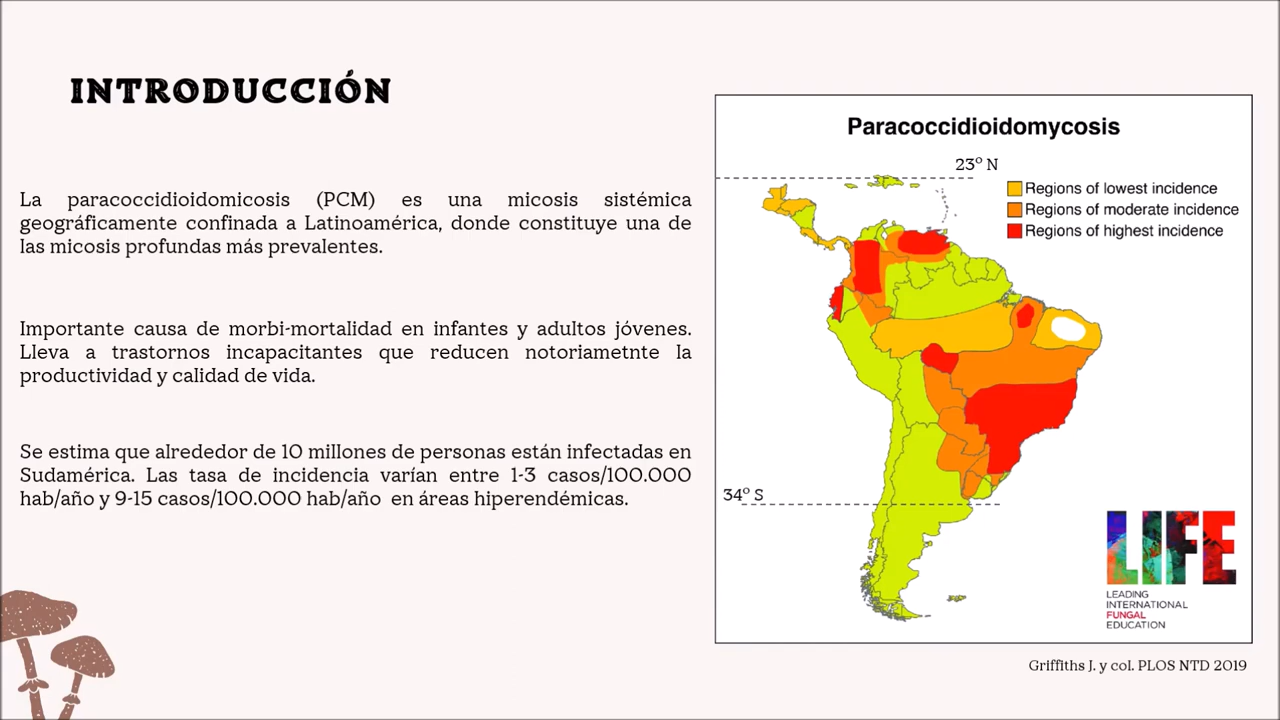 INTRODUCCIÓN
La paracoccidioidomicosis (PCM) es una micosis sistémica
geográficamente confinada a Latinoamérica, donde constituye una de
las micosis profundas más prevalentes.
Importante causa de morbi-mortalidad en infantes y adultos jóvenes.
Lleva a trastornos incapacitantes que reducen notoriametnte la
productividad y calidad de vida.
Se estima que alrededor de 10 millones de personas están infectadas en
Sudamérica. Las tasa de incidencia varían entre 1-3 casos/100.000
hab/año y 9-15 casos/100.000 hab/año en áreas hiperendémicas.
Paracoccidioidomycosis
23º N
Regions of lowest incidence
Regions of moderate incidence
Regions of highest incidence
34º S
LIFE
LEADING
INTERNATIONAL
FUNGAL
EDUCATION
Griffiths J. y col. PLOS NTD 2019